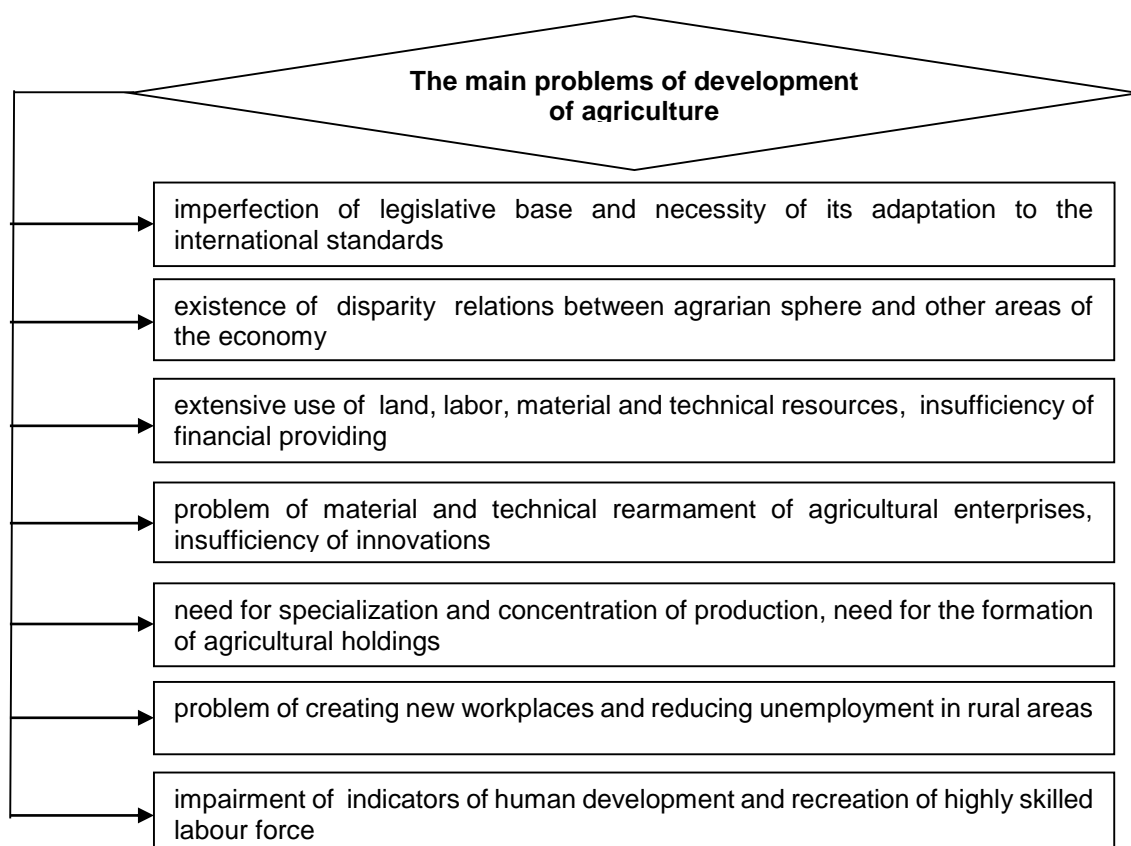 The main problems of development
of agriculture
imperfection of legislative base and necessity of its adaptation to the
international standards
existence of disparity relations between agrarian sphere and other areas of
the economy
extensive use of land, labor, material and technical resources, insufficiency of
financial providing
problem of material and technical rearmament of agricultural enterprises,
insufficiency of innovations
need for specialization and concentration of production, need for the formation
of agricultural holdings
problem of creating new workplaces and reducing unemployment in rural areas
impairment of indicators of human development and recreation of highly skilled
labour force